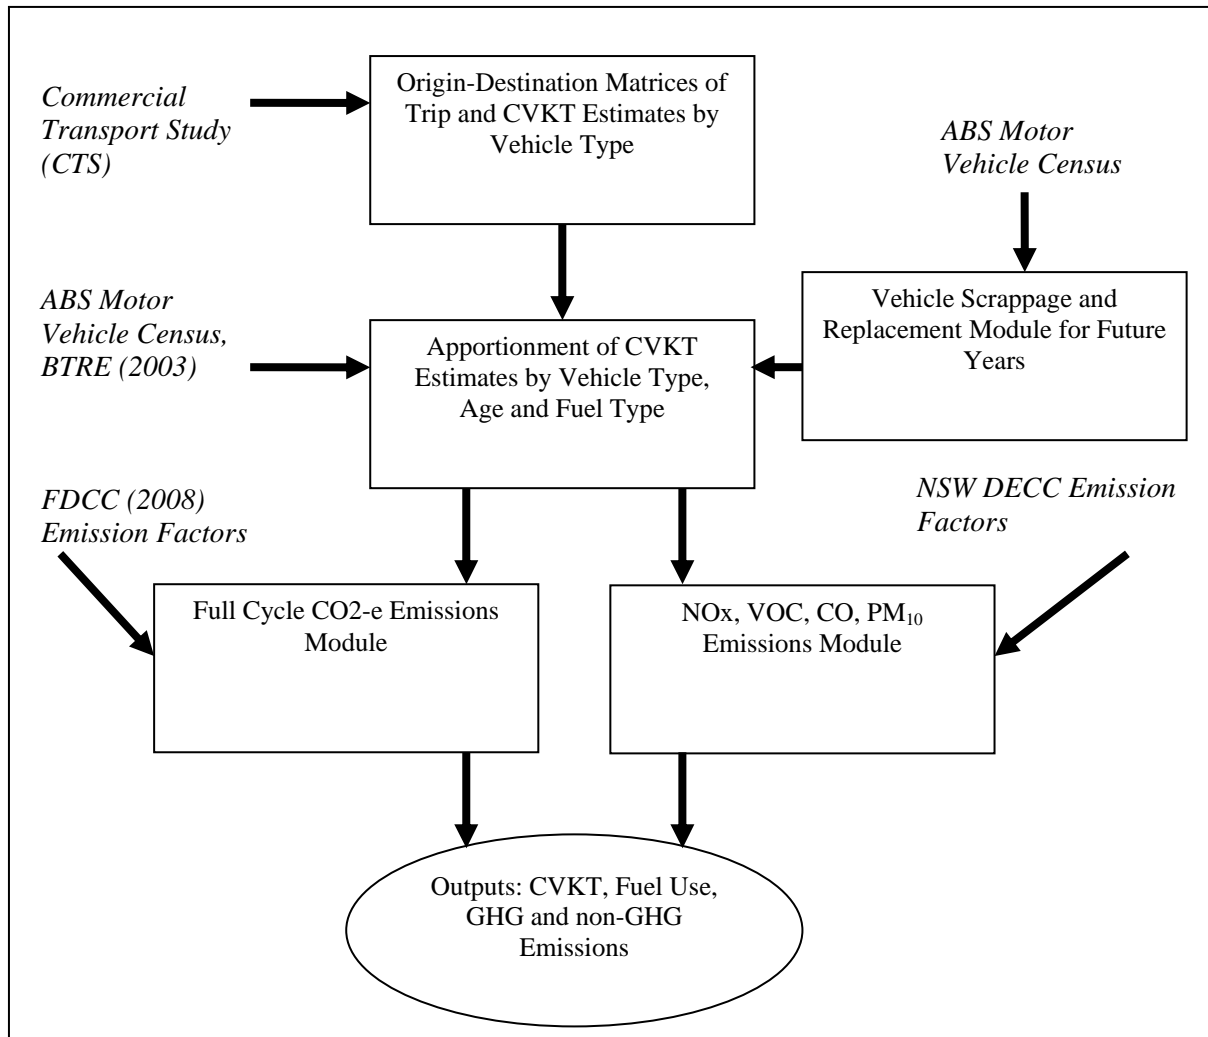 Commercial
Transport Study
(CTS)
Origin-Destination Matrices of
Trip and CVKT Estimates by
Vehicle Type
ABS Motor
Vehicle Census
ABS Motor
Vehicle Census,
BTRE (2003)
Apportionment of CVKT
Estimates by Vehicle Type,
Age and Fuel Type
Vehicle Scrappage and
Replacement Module for Future
Years
FDCC (2008)
Emission Factors
NSW DECC Emission
Factors
Full Cycle CO2-e Emissions
Module
NOx, VOC, CO, PM₁₀
Emissions Module
Outputs: CVKT, Fuel Use,
GHG and non-GHG
Emissions